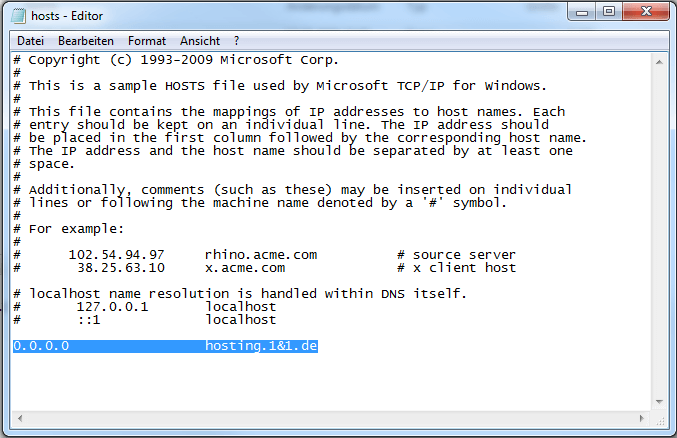 hosts - Editor
Datei Bearbeiten Format Ansicht ?
# Copyright (c) 1993-2009 Microsoft Corp.
#
# This is a sample HOSTS file used by Microsoft TCP/IP for Windows.
#
# This file contains the mappings of IP addresses to host names. Each
# entry should be kept on an individual line. The IP address should
# be placed in the first column followed by the corresponding host name.
# The IP address and the host name should be separated by at least one
# space.
#
# Additionally, comments (such as these) may be inserted on individual
# lines or following the machine name denoted by a '#' symbol.
#
# For example:
#
#      102.54.94.97     rhino.acme.com          # source server
#       38.25.63.10     x.acme.com              # x client host

# localhost name resolution is handled within DNS itself.
#       127.0.0.1       localhost
#       ::1             localhost

0.0.0.0                 hosting.1&1.de